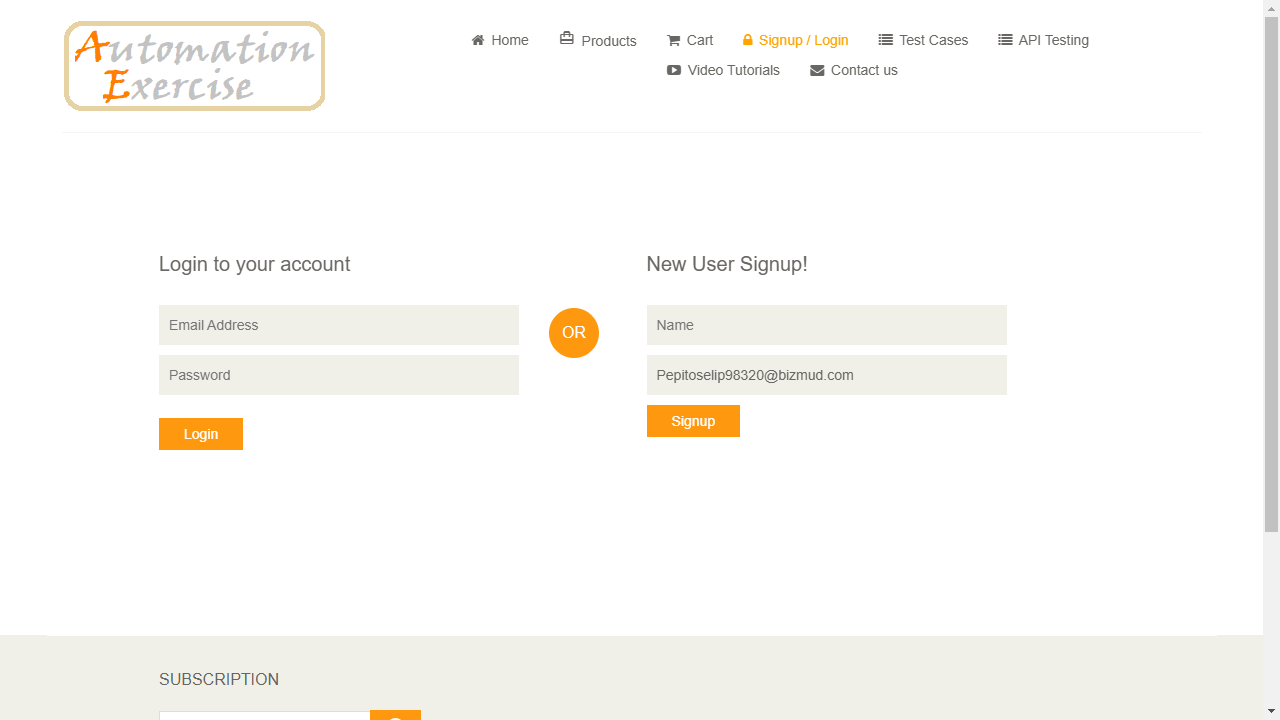 Automation
Exercise
Home
Products
Cart
Signup / Login
Test Cases
API Testing
Video Tutorials
Contact us
Login to your account
Email Address
Password
Login
OR
New User Signup!
Name
Pepitoselip98320@bizmud.com
Signup
SUBSCRIPTION